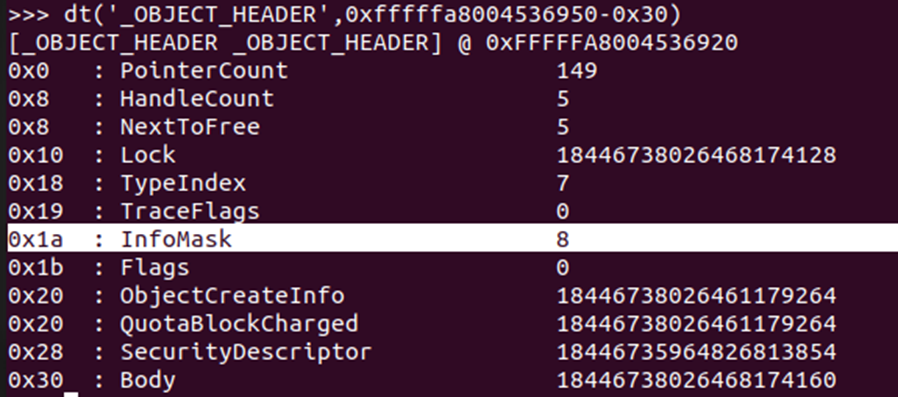 >>> dt('_OBJECT_HEADER',0xfffffa8004536950-0x30)
[_OBJECT_HEADER _OBJECT_HEADER] @ 0xFFFFFA8004536920
0x0   : PointerCount                   149
0x8   : HandleCount                    5
0x8   : NextToFree                     5
0x10  : Lock                           18446738026468174128
0x18  : TypeIndex                      7
0x19  : TraceFlags                     0
0x1a  : InfoMask                       8
0x1b  : Flags                          0
0x20  : ObjectCreateInfo               18446738026461179264
0x20  : QuotaBlockCharged              18446738026461179264
0x28  : SecurityDescriptor             18446735964826813854
0x30  : Body                           18446738026468174160